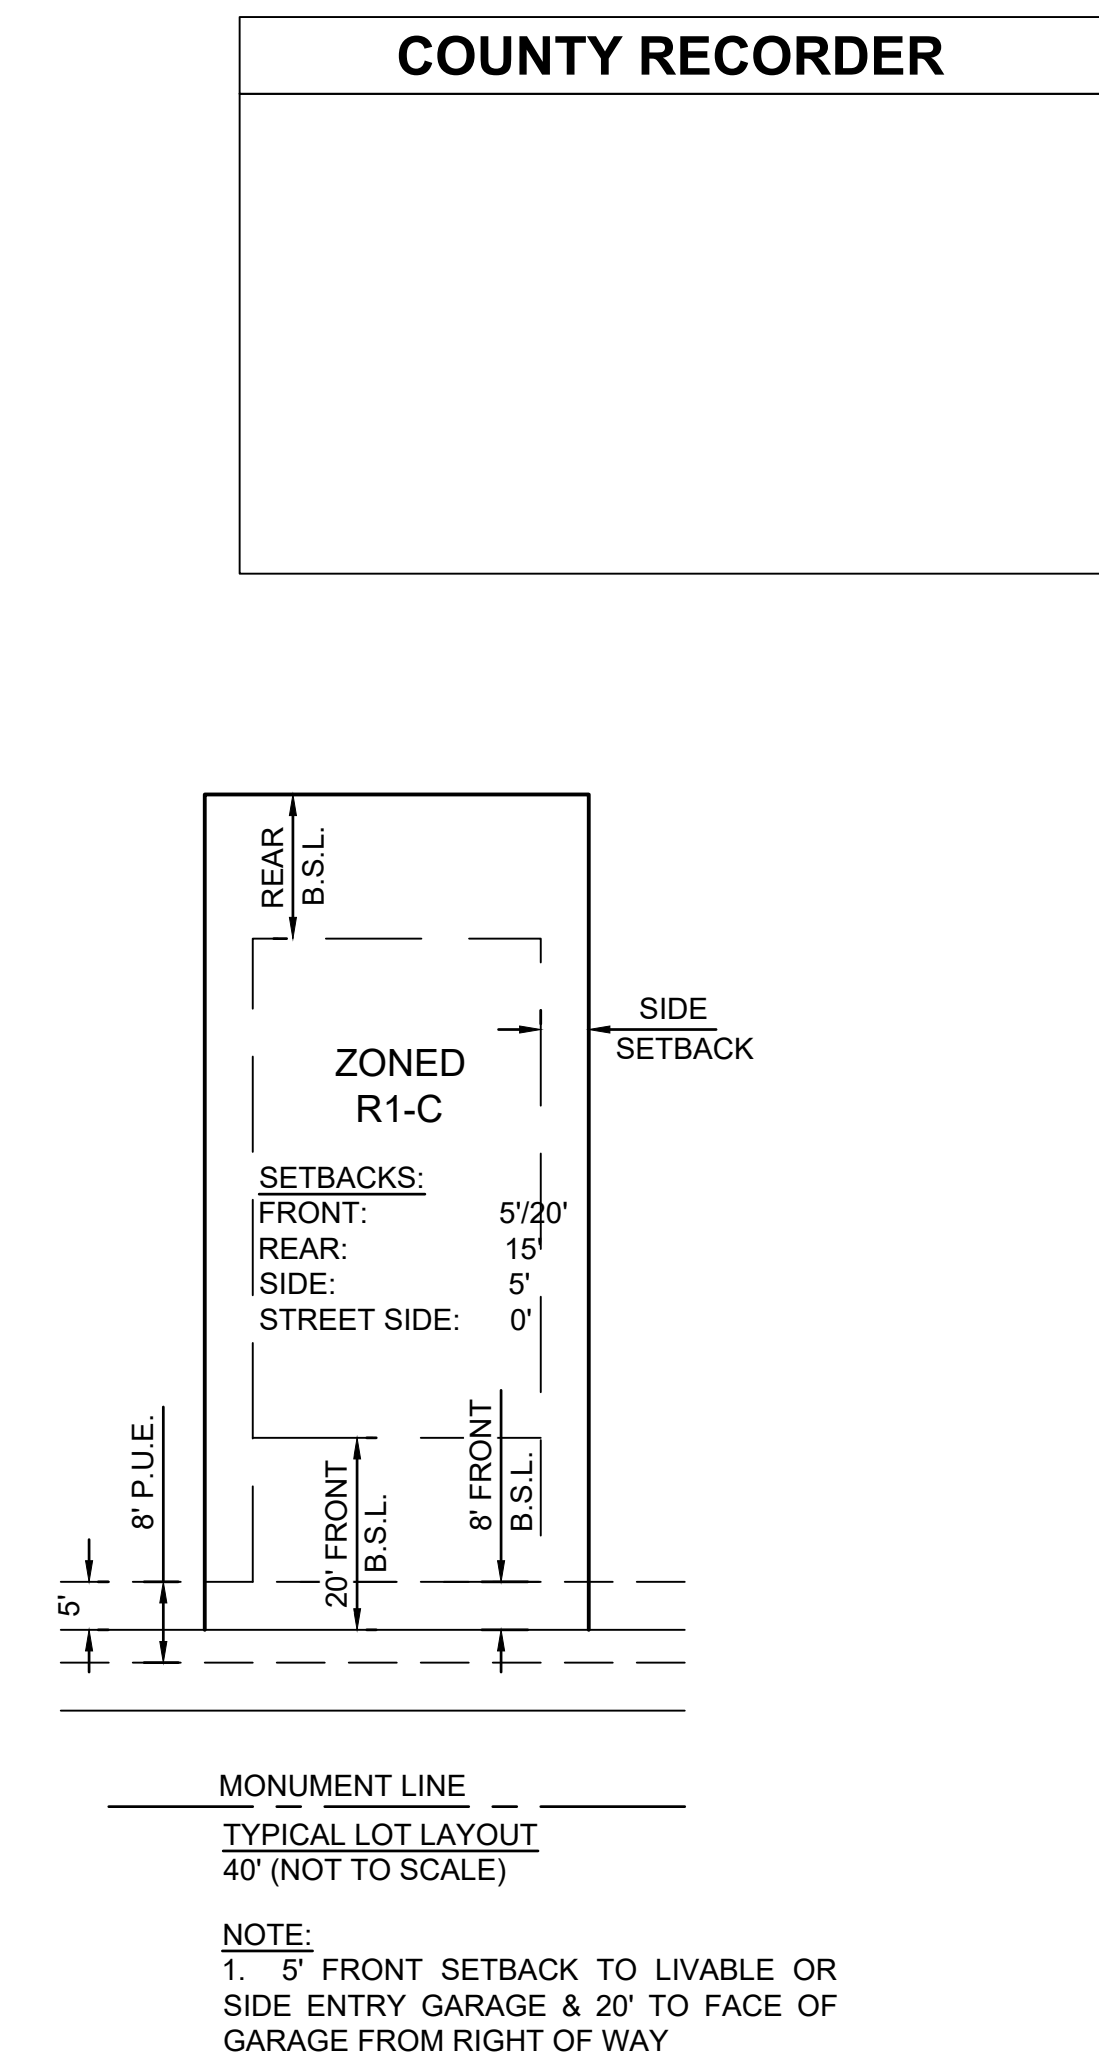 COUNTY RECORDER
REAR
B.S.L.
SIDE
SETBACK
ZONED
R1-C
SETBACKS:
FRONT: 5'/20'
REAR: 15'
SIDE: 5'
STREET SIDE: 0'
8' P.U.E.
5'
20' FRONT
B.S.L.
8' FRONT
B.S.L.
MONUMENT LINE
TYPICAL LOT LAYOUT
40' (NOT TO SCALE)
NOTE:
1. 5' FRONT SETBACK TO LIVABLE OR
SIDE ENTRY GARAGE & 20' TO FACE OF
GARAGE FROM RIGHT OF WAY